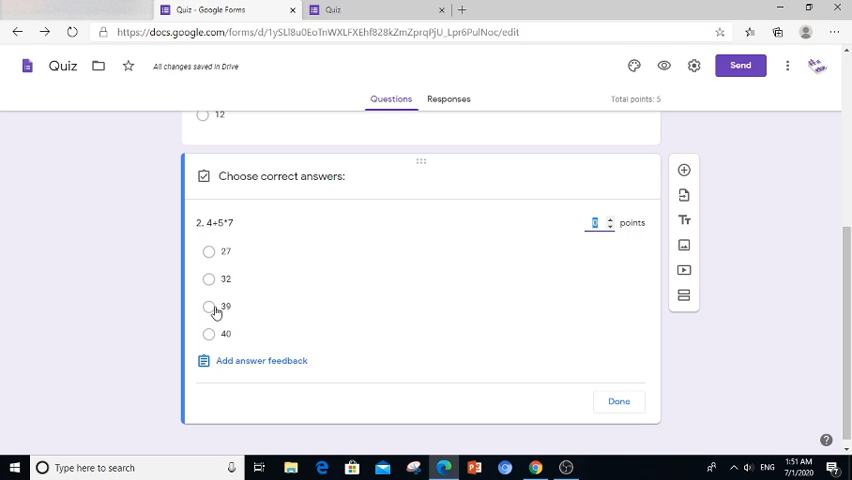 Quiz - Google Forms
Quiz
https://docs.google.com/forms/d/1ySLl8u0EoTnWXLFXEhf828kZmZprqPjU_Lpr6PulNoc/edit
Quiz
All changes saved in Drive
Send
Questions
Responses
Total points: 5
12
Choose correct answers:
2. 4+5*7
0 points
27
32
39
40
Add answer feedback
Done
Type here to search
ENG
1:51 AM
7/1/2020